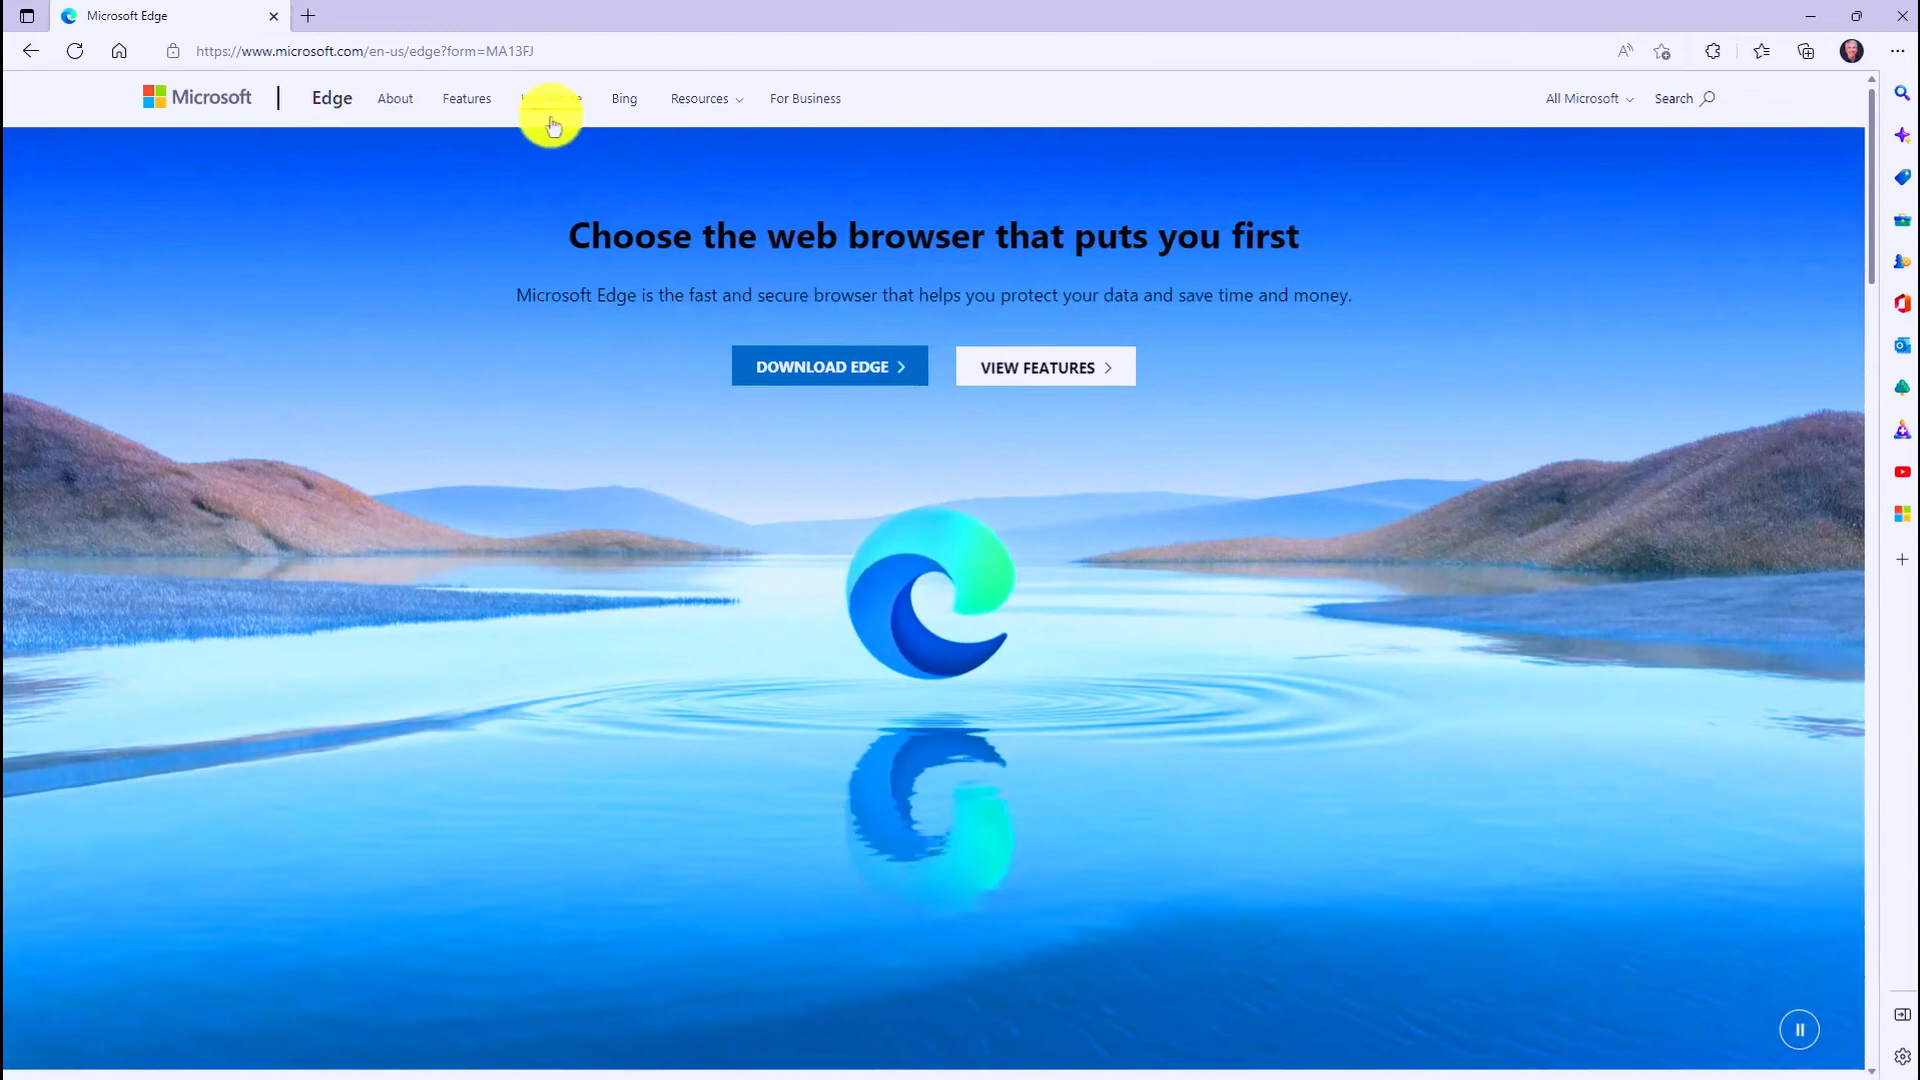 Microsoft Edge
https://www.microsoft.com/en-us/edge?form=MA13FJ
Microsoft Edge About Features Bing Resources For Business All Microsoft Search
Choose the web browser that puts you first
Microsoft Edge is the fast and secure browser that helps you protect your data and save time and money.
DOWNLOAD EDGE VIEW FEATURES